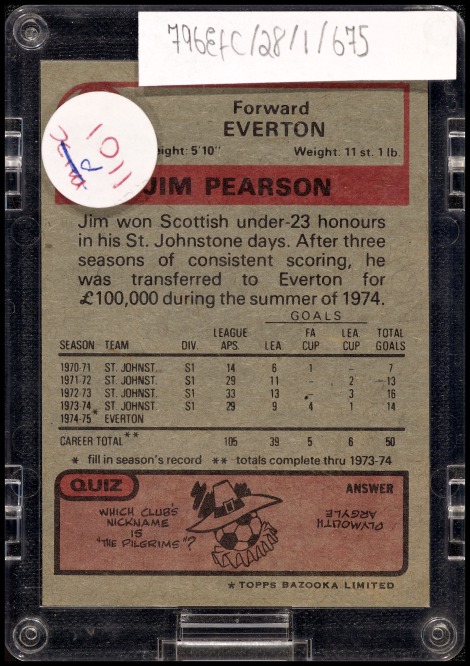 796efC/28/1/675
1011
Forward
EVERTON
eight: 5'10" Weight: 11 st. 1 lb.
JIM PEARSON
Jim won Scottish under-23 honours
in his St. Johnstone days. After three
seasons of consistent scoring, he
was transferred to Everton for
£100,000 during the summer of 1974.
GOALS
LEAGUE FA LEA. TOTAL
SEASON TEAM DIV. APS. LEA. CUP CUP GOALS
1970-71 ST. JOHNST. S1 14 6 1 - 7
1971-72 ST. JOHNST. S1 29 11 - 2 13
1972-73 ST. JOHNST. S1 33 13 - 3 16
1973-74 ST. JOHNST. S1 29 9 4 1 14
1974-75 * EVERTON
CAREER TOTAL ** 105 39 5 6 50
* fill in season's record ** totals complete thru 1973-74
QUIZ
WHICH CLUB'S
NICKNAME
IS
"THE PILGRIMS"?
ANSWER
PLYMOUTH
ARGYLE
* TOPPS BAZOOKA LIMITED